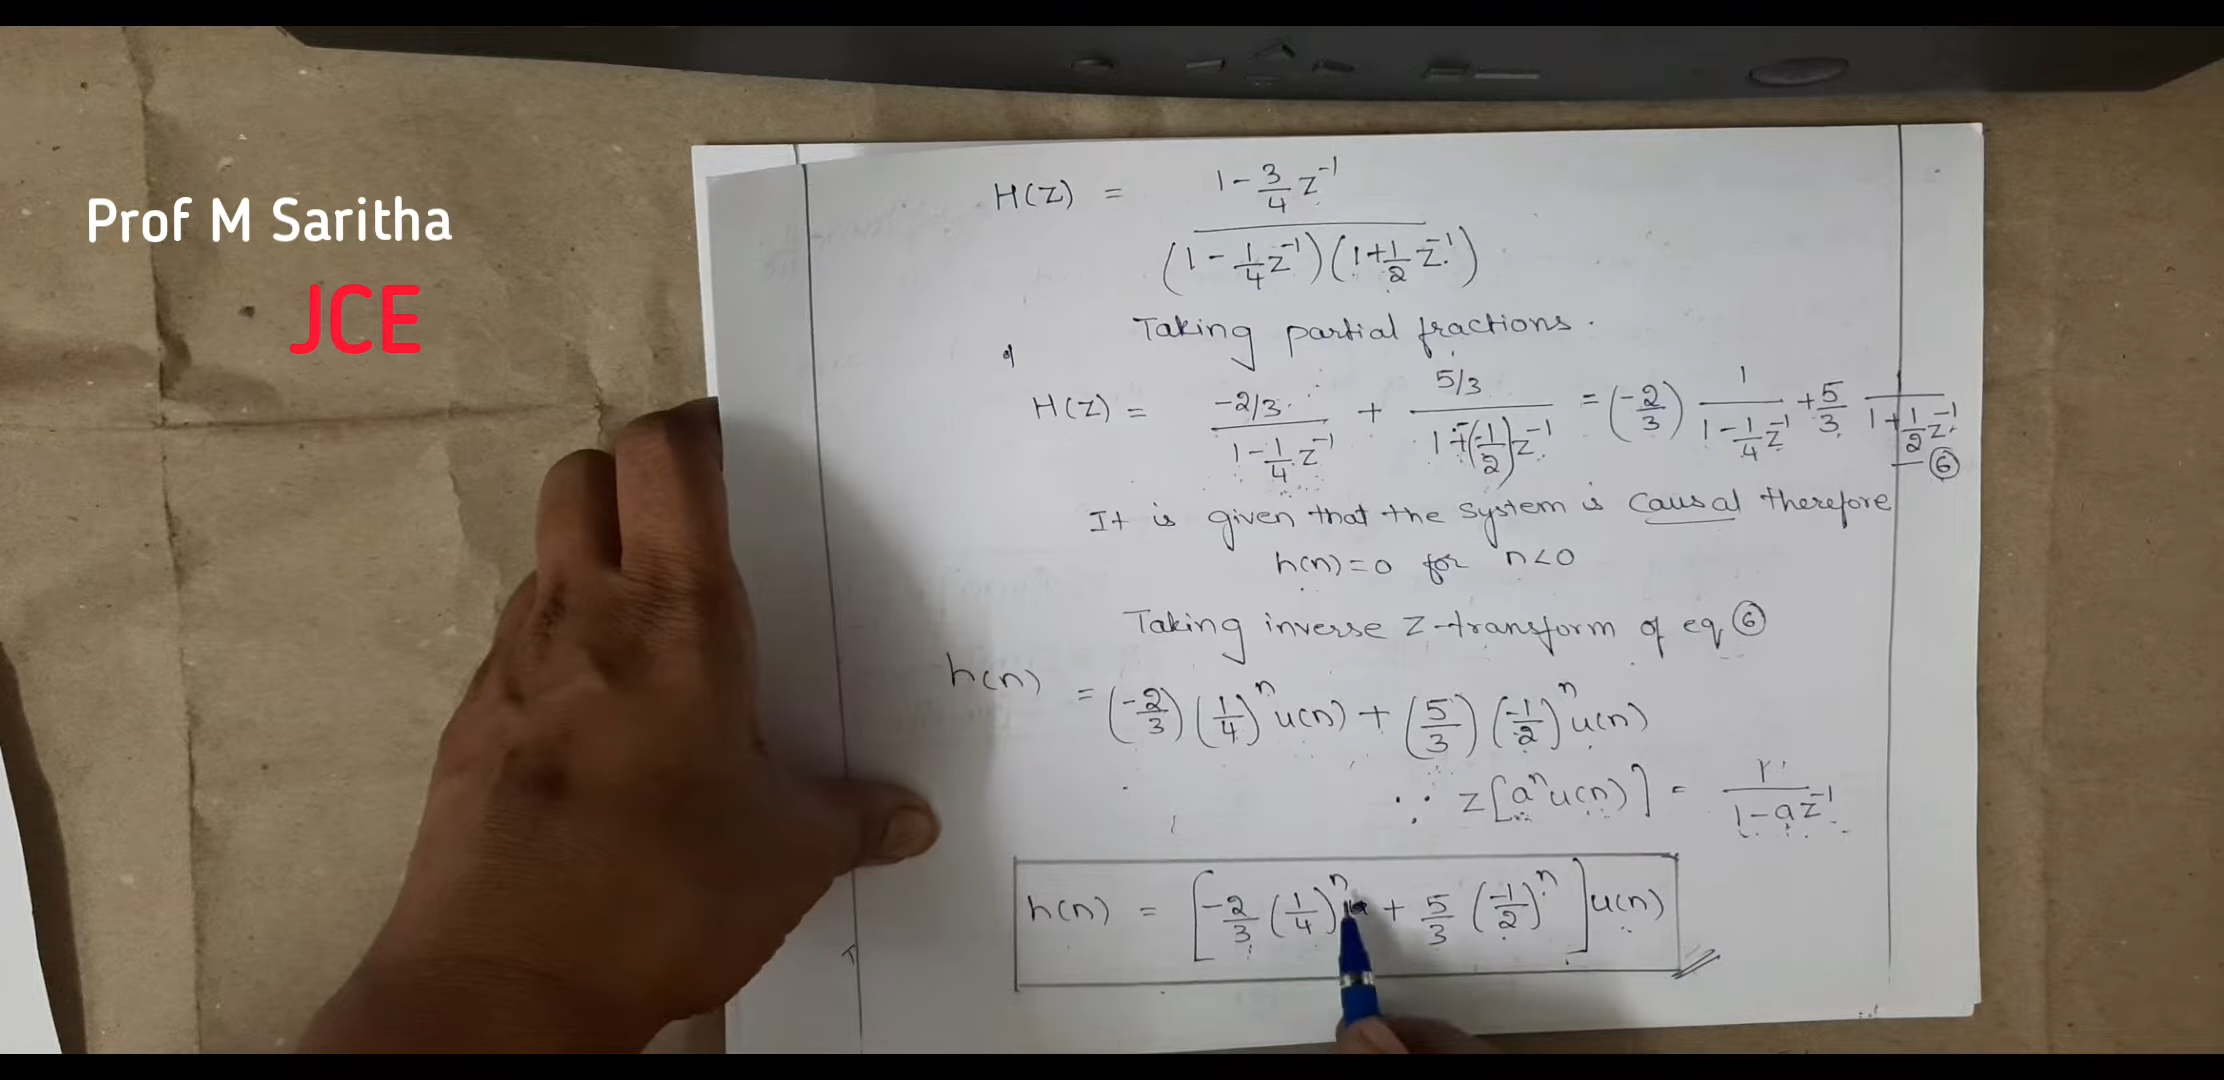 Prof M Saritha
JCE
H(Z) = 1 - 3/4 z^-1 / (1 - 1/4 z^-1)(1 + 1/2 z^-1)
Taking partial fractions.
H(Z) = -2/3 / 1 - 1/4 z^-1 + 5/3 / 1 - (-1/2) z^-1 = (-2/3) 1 / 1 - 1/4 z^-1 + 5/3 1 / 1 + 1/2 z^-1
— ⑥
It is given that the system is causal therefore
h(n) = 0 for n < 0
Taking inverse z-transform of eq ⑥
h(n) = (-2/3) (1/4)^n u(n) + (5/3) (-1/2)^n u(n)
∵ z[a^n u(n)] = 1 / 1 - az^-1
h(n) = [-2/3 (1/4)^n + 5/3 (-1/2)^n] u(n)